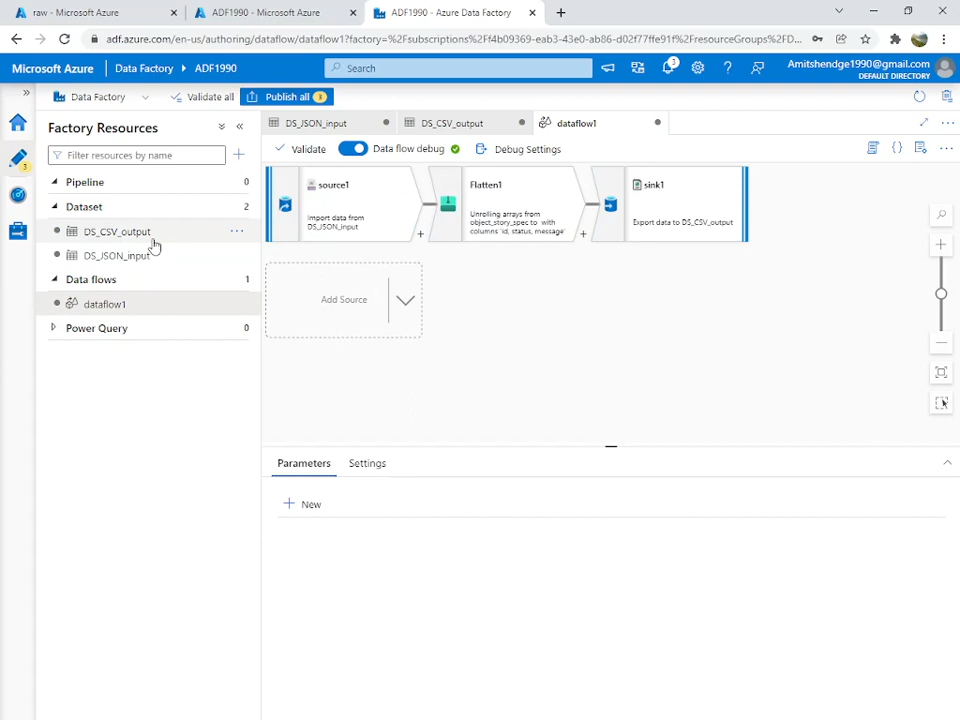 raw - Microsoft Azure
ADF1990 - Microsoft Azure
ADF1990 - Azure Data Factory
adf.azure.com/en-us/authoring/dataflow/dataflow1?factory=%2Fsubscriptions%2F4b09369-eab3-43e0-ab86-d02f77ffe91f%2FresourceGroups%2FD...
Microsoft Azure
Data Factory
ADF1990
Search
3
Amitshendge1990@gmail.com
DEFAULT DIRECTORY
Data Factory
Validate all
Publish all
3
Factory Resources
Filter resources by name
Pipeline
0
Dataset
2
DS_CSV_output
DS_JSON_input
Data flows
1
dataflow1
Power Query
0
3
DS_JSON_input
DS_CSV_output
dataflow1
Validate
Data flow debug
Debug Settings
source1
Import data from
DS_JSON_input
Flatten1
Unrolling arrays from
object_story_spec to with
columns 'id, status, message'
sink1
Export data to DS_CSV_output
Add Source
Parameters
Settings
New